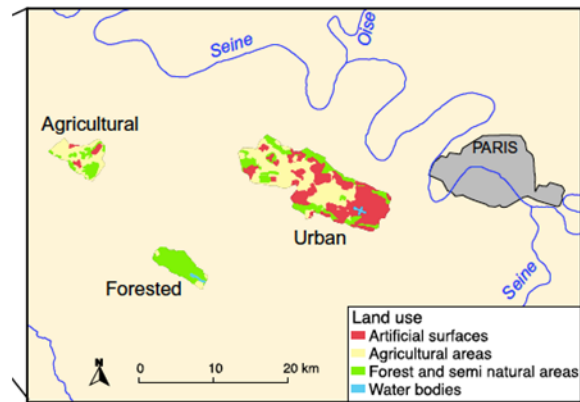 Seine
Oise
Agricultural
PARIS
Urban
Forested
Seine
Land use
Artificial surfaces
Agricultural areas
Forest and semi natural areas
Water bodies
N
0 10 20 km